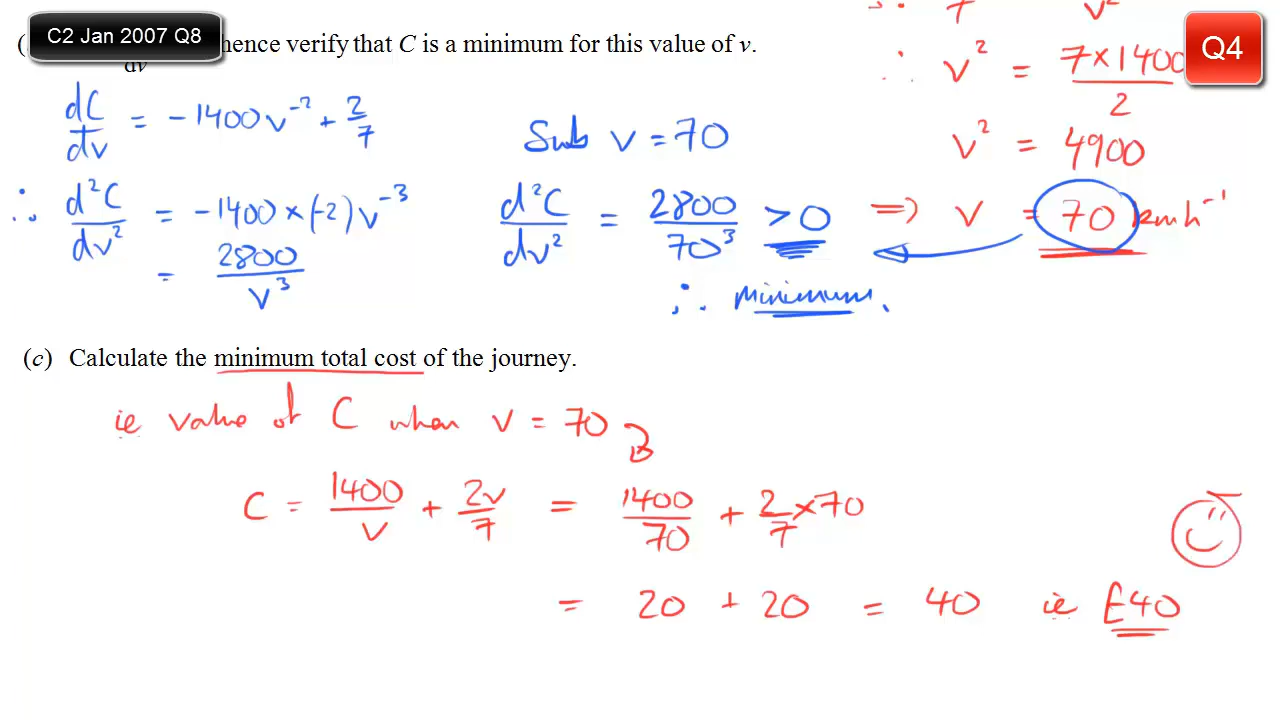 C2 Jan 2007 Q8
Q4
( hence verify that C is a minimum for this value of v.
dv
∴ v² = 7 × 1400 / 2
v² = 4900
⇒ v = 70 kmh⁻¹
dC/dv = −1400v⁻² + 2/7
∴ d²C/dv² = −1400 × (−2) v⁻³
= 2800/v³
Sub v = 70
d²C/dv² = 2800/70³ > 0
∴ Minimum.
(c) Calculate the minimum total cost of the journey.
ie value of C when v = 70
C = 1400/v + 2v/7 = 1400/70 + 2/7 × 70
= 20 + 20 = 40 ie £40